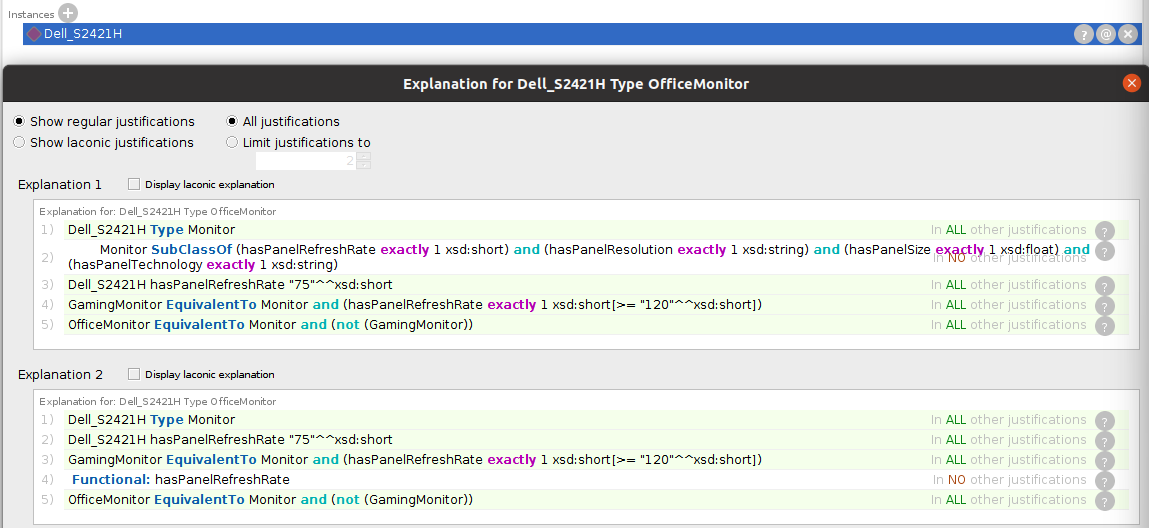 Instances +
Dell_S2421H ? @ ×
Explanation for Dell_S2421H Type OfficeMonitor ×
Show regular justifications All justifications
Show laconic justifications Limit justifications to
2
Explanation 1 Display laconic explanation
Explanation for: Dell_S2421H Type OfficeMonitor
1) Dell_S2421H Type Monitor In ALL other justifications ?
2) Monitor SubClassOf (hasPanelRefreshRate exactly 1 xsd:short) and (hasPanelResolution exactly 1 xsd:string) and (hasPanelSize exactly 1 xsd:float) and
(hasPanelTechnology exactly 1 xsd:string) In NO other justifications ?
3) Dell_S2421H hasPanelRefreshRate "75"^^xsd:short In ALL other justifications ?
4) GamingMonitor EquivalentTo Monitor and (hasPanelRefreshRate exactly 1 xsd:short[>= "120"^^xsd:short]) In ALL other justifications ?
5) OfficeMonitor EquivalentTo Monitor and (not (GamingMonitor)) In ALL other justifications ?
Explanation 2 Display laconic explanation
Explanation for: Dell_S2421H Type OfficeMonitor
1) Dell_S2421H Type Monitor In ALL other justifications ?
2) Dell_S2421H hasPanelRefreshRate "75"^^xsd:short In ALL other justifications ?
3) GamingMonitor EquivalentTo Monitor and (hasPanelRefreshRate exactly 1 xsd:short[>= "120"^^xsd:short]) In ALL other justifications ?
4) Functional: hasPanelRefreshRate In NO other justifications ?
5) OfficeMonitor EquivalentTo Monitor and (not (GamingMonitor)) In ALL other justifications ?